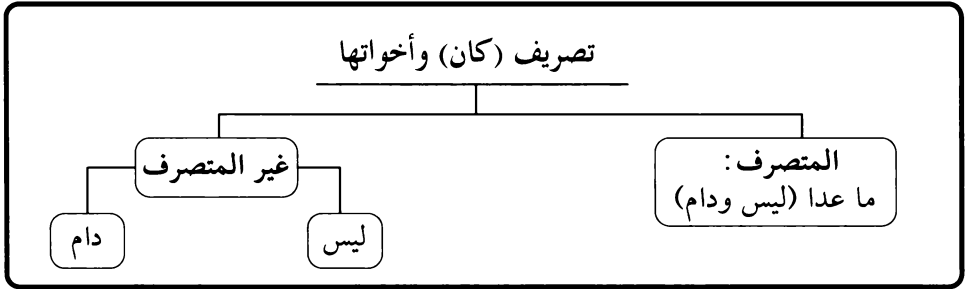 تصريف (كان) وأخواتها
المتصرف:
ما عدا (ليس ودام)
غير المتصرف
ليس
دام